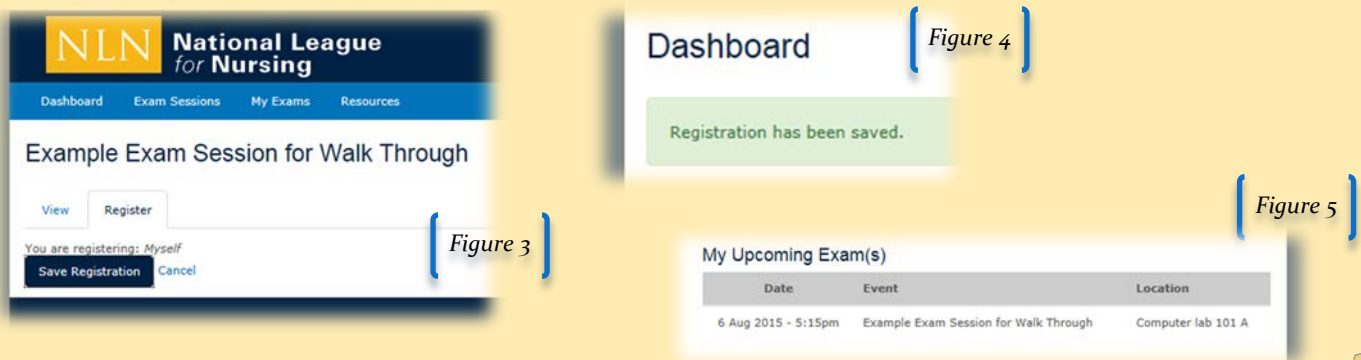 NLN National League
for Nursing
Dashboard Exam Sessions My Exams Resources
Example Exam Session for Walk Through
View Register
You are registering: Myself
Save Registration Cancel
Figure 3
Dashboard
Figure 4
Registration has been saved.
Figure 5
My Upcoming Exam(s)
Date Event Location
6 Aug 2015 - 5:15pm Example Exam Session for Walk Through Computer lab 101 A